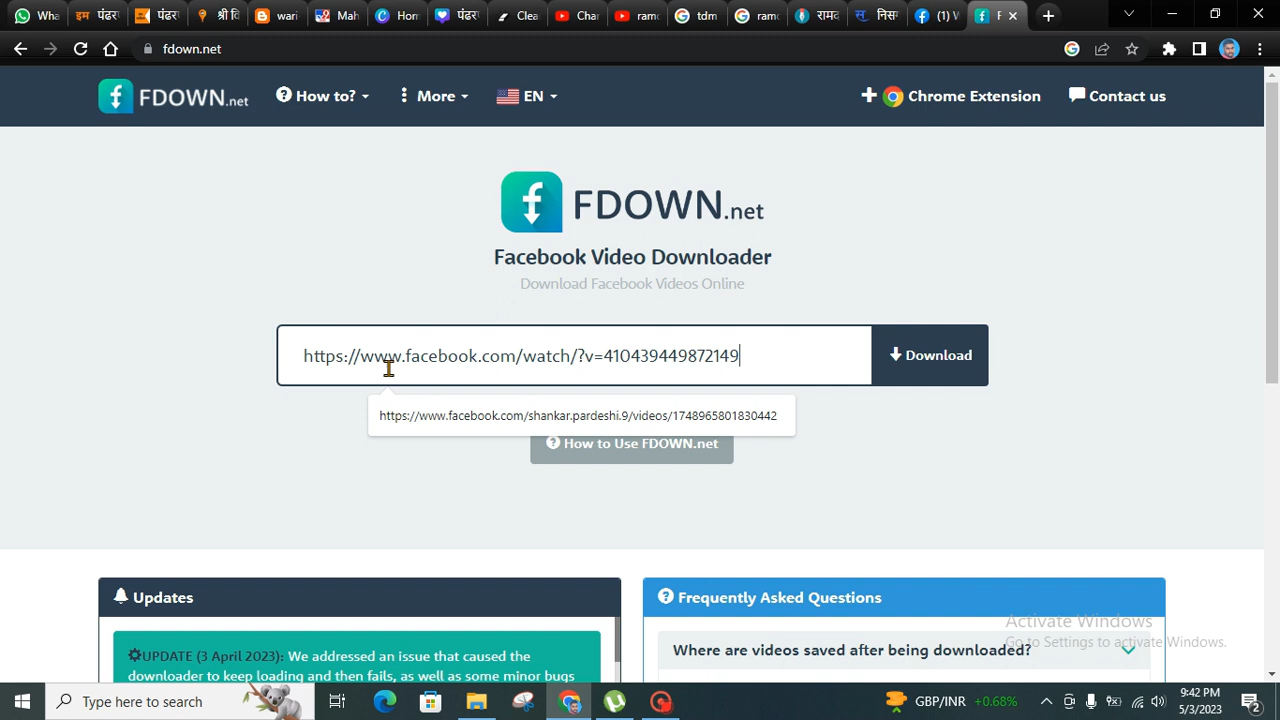 Wha
इम पंढर
पंढर
श्री वि
wari
Mah
Hom
पंढर
Clea
Char
ramd
tdm
ramd
रामद
निस
(1) V
F
fdown.net
FDOWN.net
How to?
More
EN
Chrome Extension
Contact us
FDOWN.net
Facebook Video Downloader
Download Facebook Videos Online
https://www.facebook.com/watch/?v=410439449872149
Download
https://www.facebook.com/shankar.pardeshi.9/videos/1748965801830442
How to Use FDOWN.net
Updates
Frequently Asked Questions
UPDATE (3 April 2023): We addressed an issue that caused the
downloader to keep loading and then fails, as well as some minor bugs
Where are videos saved after being downloaded?
Activate Windows
Go to Settings to activate Windows.
Type here to search
GBP/INR +0.68%
9:42 PM
5/3/2023
2